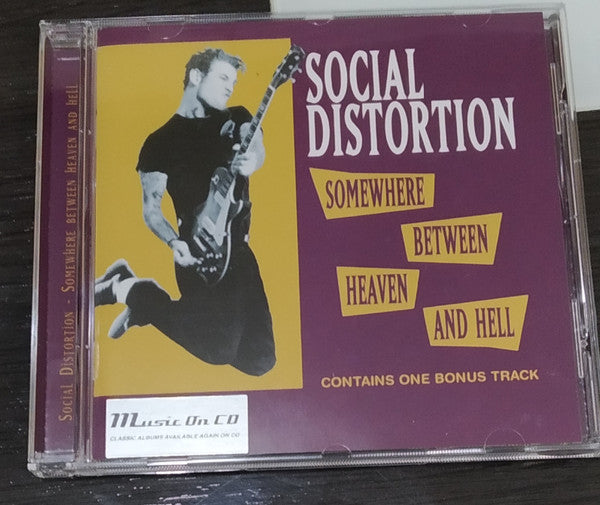 SOCIAL DISTORTION - SOMEWHERE BETWEEN HEAVEN AND HELL
SOCIAL
DISTORTION
SOMEWHERE
BETWEEN
HEAVEN
AND HELL
CONTAINS ONE BONUS TRACK
Music On CD
CLASSIC ALBUMS AVAILABLE AGAIN ON CD